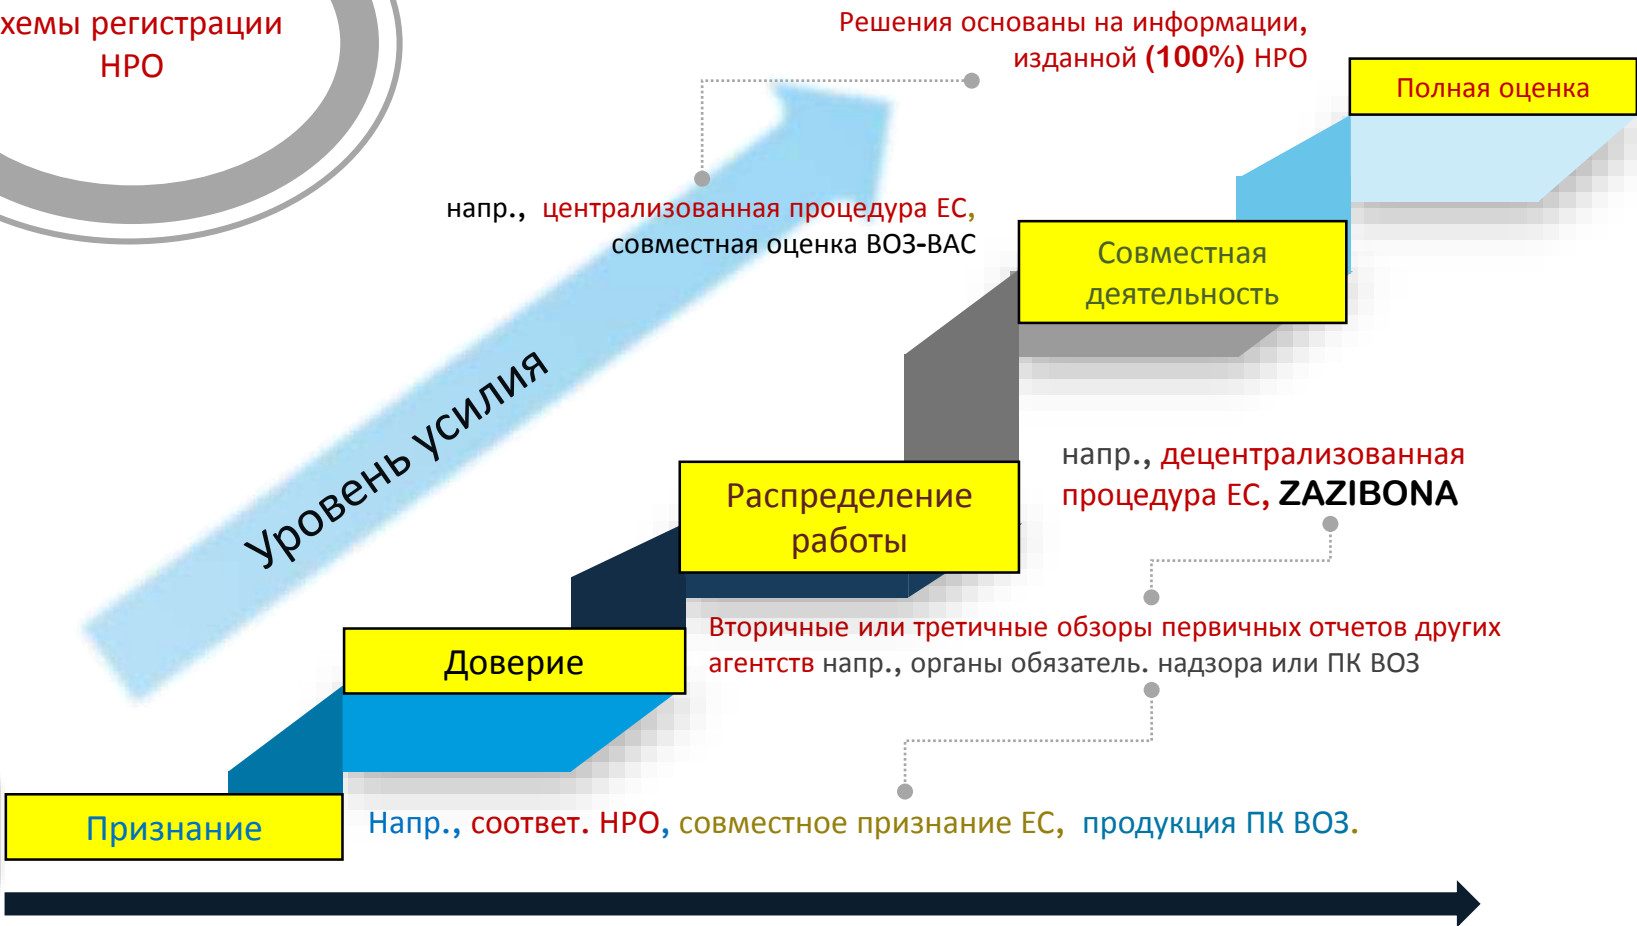 хемы регистрации
НРО
Решения основаны на информации,
изданной (100%) НРО
Полная оценка
напр., централизованная процедура ЕС,
совместная оценка ВОЗ-ВАС
Совместная
деятельность
Уровень усилия
напр., децентрализованная
процедура ЕС, ZAZIBONA
Распределение
работы
Вторичные или третичные обзоры первичных отчетов других
агентств напр., органы обязатель. надзора или ПК ВОЗ
Доверие
Признание
Напр., соответ. НРО, совместное признание ЕС, продукция ПК ВОЗ.